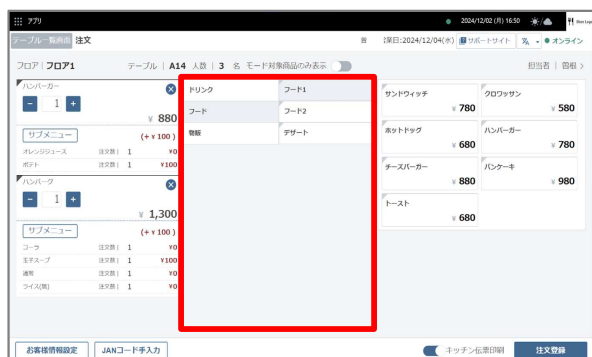 アプリ
2024/12/02 (月) 16:50
テーブル一覧画面 注文
営業日:2024/12/04(水) サポートサイト オンライン
フロア | フロア1 テーブル | A14 人数 | 3 名 モード対象商品のみ表示
担当者 | 曽根 >
ハンバーガー
- 1 +
¥ 880
サブメニュー (+ ¥ 100 )
オレンジジュース 注文数 | 1 ¥0
ポテト 注文数 | 1 ¥100
ハンバーグ
- 1 +
¥ 1,300
サブメニュー (+ ¥ 100 )
コーラ 注文数 | 1 ¥0
玉子スープ 注文数 | 1 ¥100
通常 注文数 | 1 ¥0
ライス(無) 注文数 | 1 ¥0
ドリンク
フード
物販
フード1
フード2
デザート
サンドウィッチ
¥ 780
クロワッサン
¥ 580
ホットドッグ
¥ 680
ハンバーガー
¥ 780
チーズバーガー
¥ 880
パンケーキ
¥ 980
トースト
¥ 680
お客様情報設定 JANコード手入力
キッチン伝票印刷 注文登録